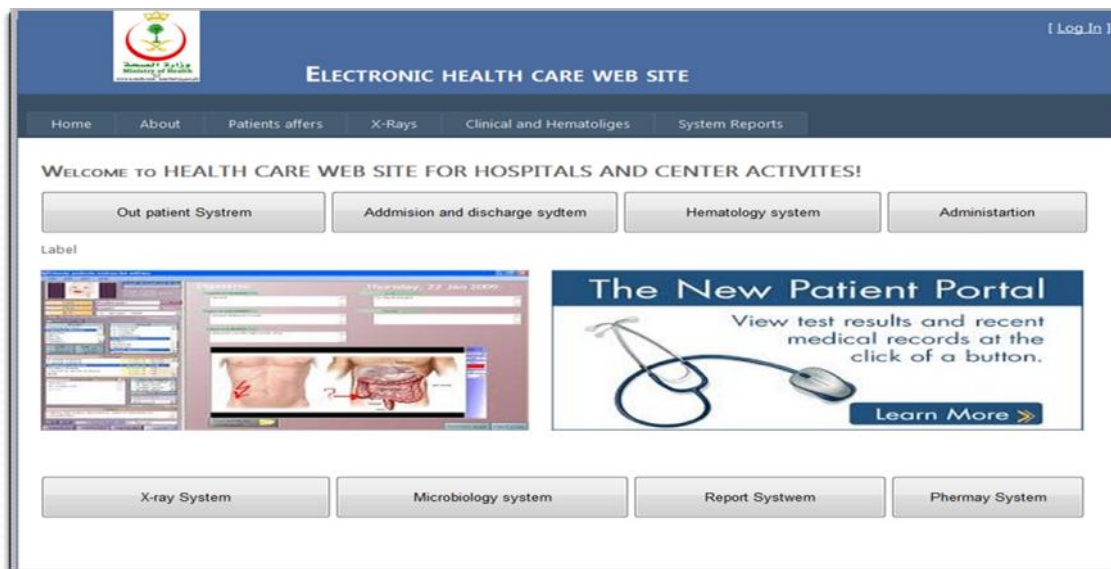 [ Log In ]
وزارة الصحة
Ministry of Health
ELECTRONIC HEALTH CARE WEB SITE
Home About Patients affers X-Rays Clinical and Hematoliges System Reports
WELCOME TO HEALTH CARE WEB SITE FOR HOSPITALS AND CENTER ACTIVITES!
Out patient Systrem Addmision and discharge sydtem Hematology system Administartion
Label
Thursday, 22 Jan 2009
The New Patient Portal
View test results and recent
medical records at the
click of a button.
Learn More »
X-ray System Microbiology system Report Systwem Phermay System